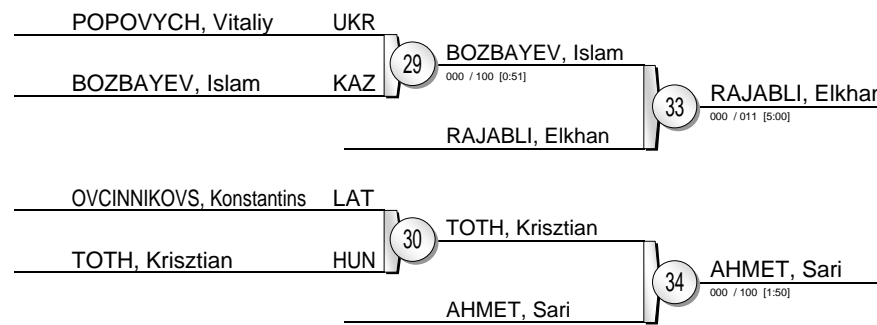 POPOVYCH, Vitaliy UKR
29 BOZBAYEV, Islam
000 / 100 [0:51]
BOZBAYEV, Islam KAZ
33 RAJABLI, Elkhan
000 / 011 [5:00]
RAJABLI, Elkhan
OVCINNIKOVS, Konstantins LAT
30 TOTH, Krisztian
TOTH, Krisztian HUN
34 AHMET, Sari
000 / 100 [1:50]
AHMET, Sari